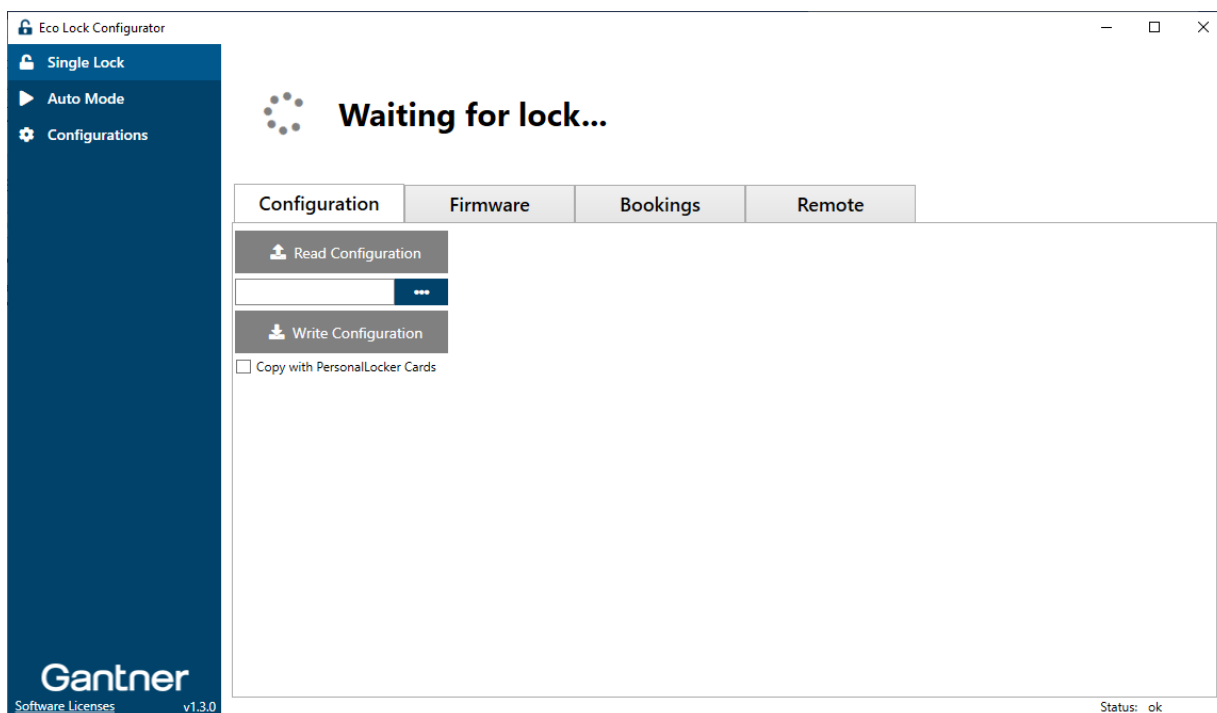 Eco Lock Configurator
Single Lock
Auto Mode
Configurations
Waiting for lock...
Configuration Firmware Bookings Remote
Read Configuration
Write Configuration
Copy with PersonalLocker Cards
Gantner
Software Licenses v1.3.0
Status: ok